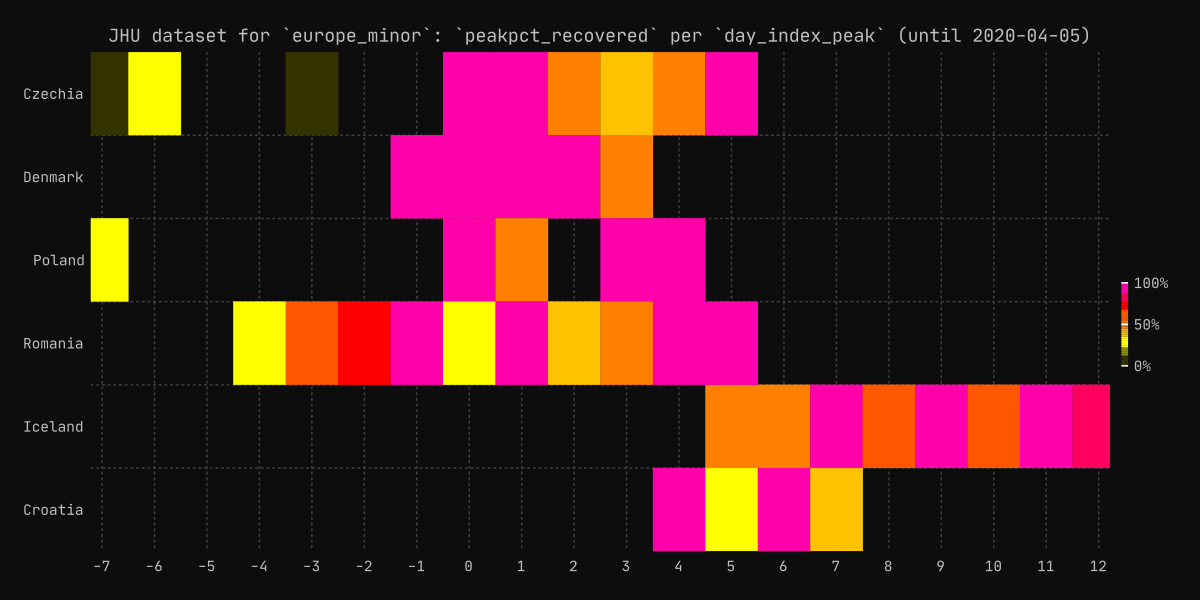 JHU dataset for `europe_minor`: `peakpct_recovered` per `day_index_peak` (until 2020-04-05)
Czechia
Denmark
Poland
Romania
Iceland
Croatia
100%
50%
0%
-7 -6 -5 -4 -3 -2 -1 0 1 2 3 4 5 6 7 8 9 10 11 12